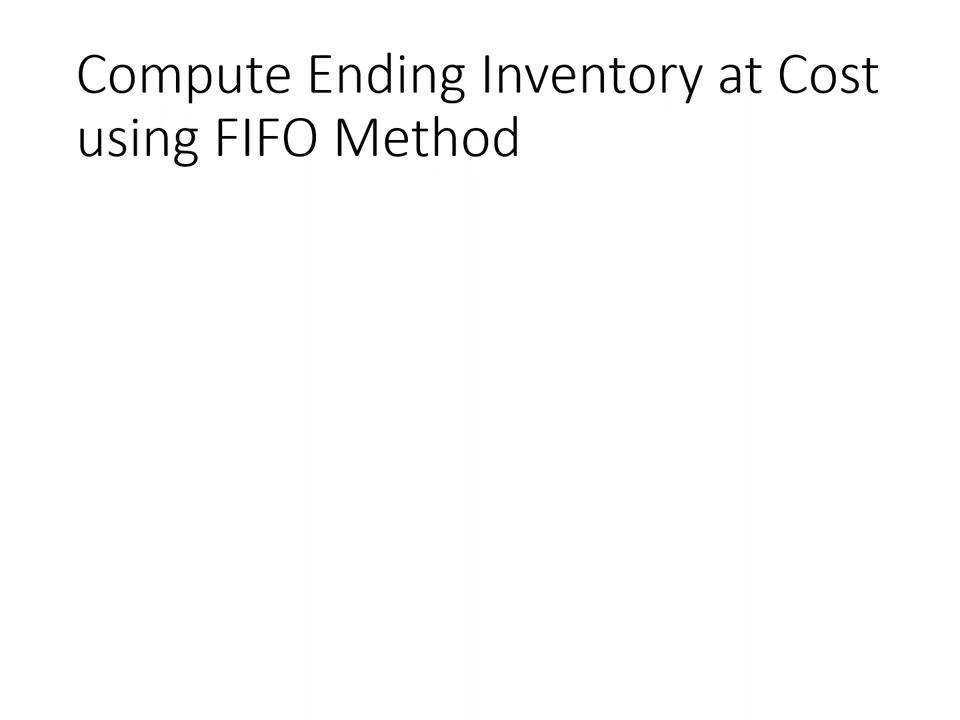 Compute Ending Inventory at Cost
using FIFO Method